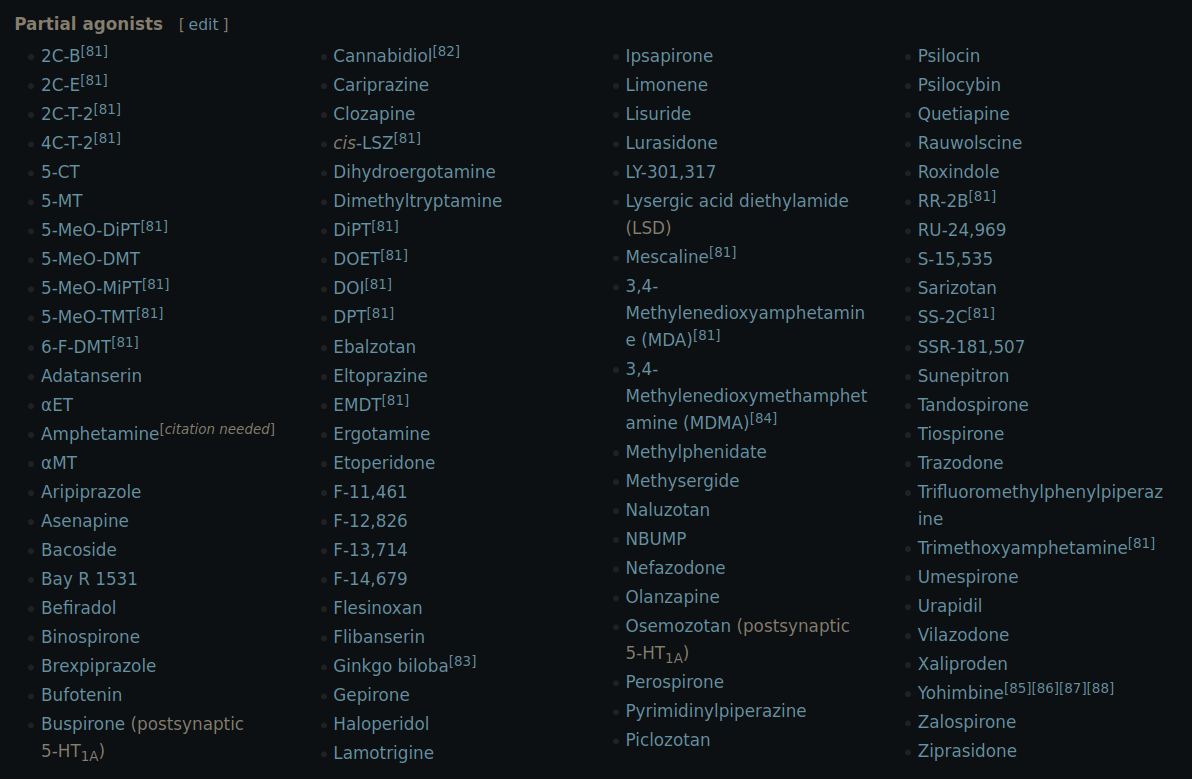 Partial agonists [ edit ]
2C-B[81]
2C-E[81]
2C-T-2[81]
4C-T-2[81]
5-CT
5-MT
5-MeO-DiPT[81]
5-MeO-DMT
5-MeO-MiPT[81]
5-MeO-TMT[81]
6-F-DMT[81]
Adatanserin
αET
Amphetamine[citation needed]
αMT
Aripiprazole
Asenapine
Bacoside
Bay R 1531
Befiradol
Binospirone
Brexpiprazole
Bufotenin
Buspirone (postsynaptic
5-HT1A)
Cannabidiol[82]
Cariprazine
Clozapine
cis-LSZ[81]
Dihydroergotamine
Dimethyltryptamine
DiPT[81]
DOET[81]
DOI[81]
DPT[81]
Ebalzotan
Eltoprazine
EMDT[81]
Ergotamine
Etoperidone
F-11,461
F-12,826
F-13,714
F-14,679
Flesinoxan
Flibanserin
Ginkgo biloba[83]
Gepirone
Haloperidol
Lamotrigine
Ipsapirone
Limonene
Lisuride
Lurasidone
LY-301,317
Lysergic acid diethylamide
(LSD)
Mescaline[81]
3,4-
Methylenedioxyamphetamin
e (MDA)[81]
3,4-
Methylenedioxymethamphet
amine (MDMA)[84]
Methylphenidate
Methysergide
Naluzotan
NBUMP
Nefazodone
Olanzapine
Osemozotan (postsynaptic
5-HT1A)
Perospirone
Pyrimidinylpiperazine
Piclozotan
Psilocin
Psilocybin
Quetiapine
Rauwolscine
Roxindole
RR-2B[81]
RU-24,969
S-15,535
Sarizotan
SS-2C[81]
SSR-181,507
Sunepitron
Tandospirone
Tiospirone
Trazodone
Trifluoromethylphenylpiperaz
ine
Trimethoxyamphetamine[81]
Umespirone
Urapidil
Vilazodone
Xaliproden
Yohimbine[85][86][87][88]
Zalospirone
Ziprasidone